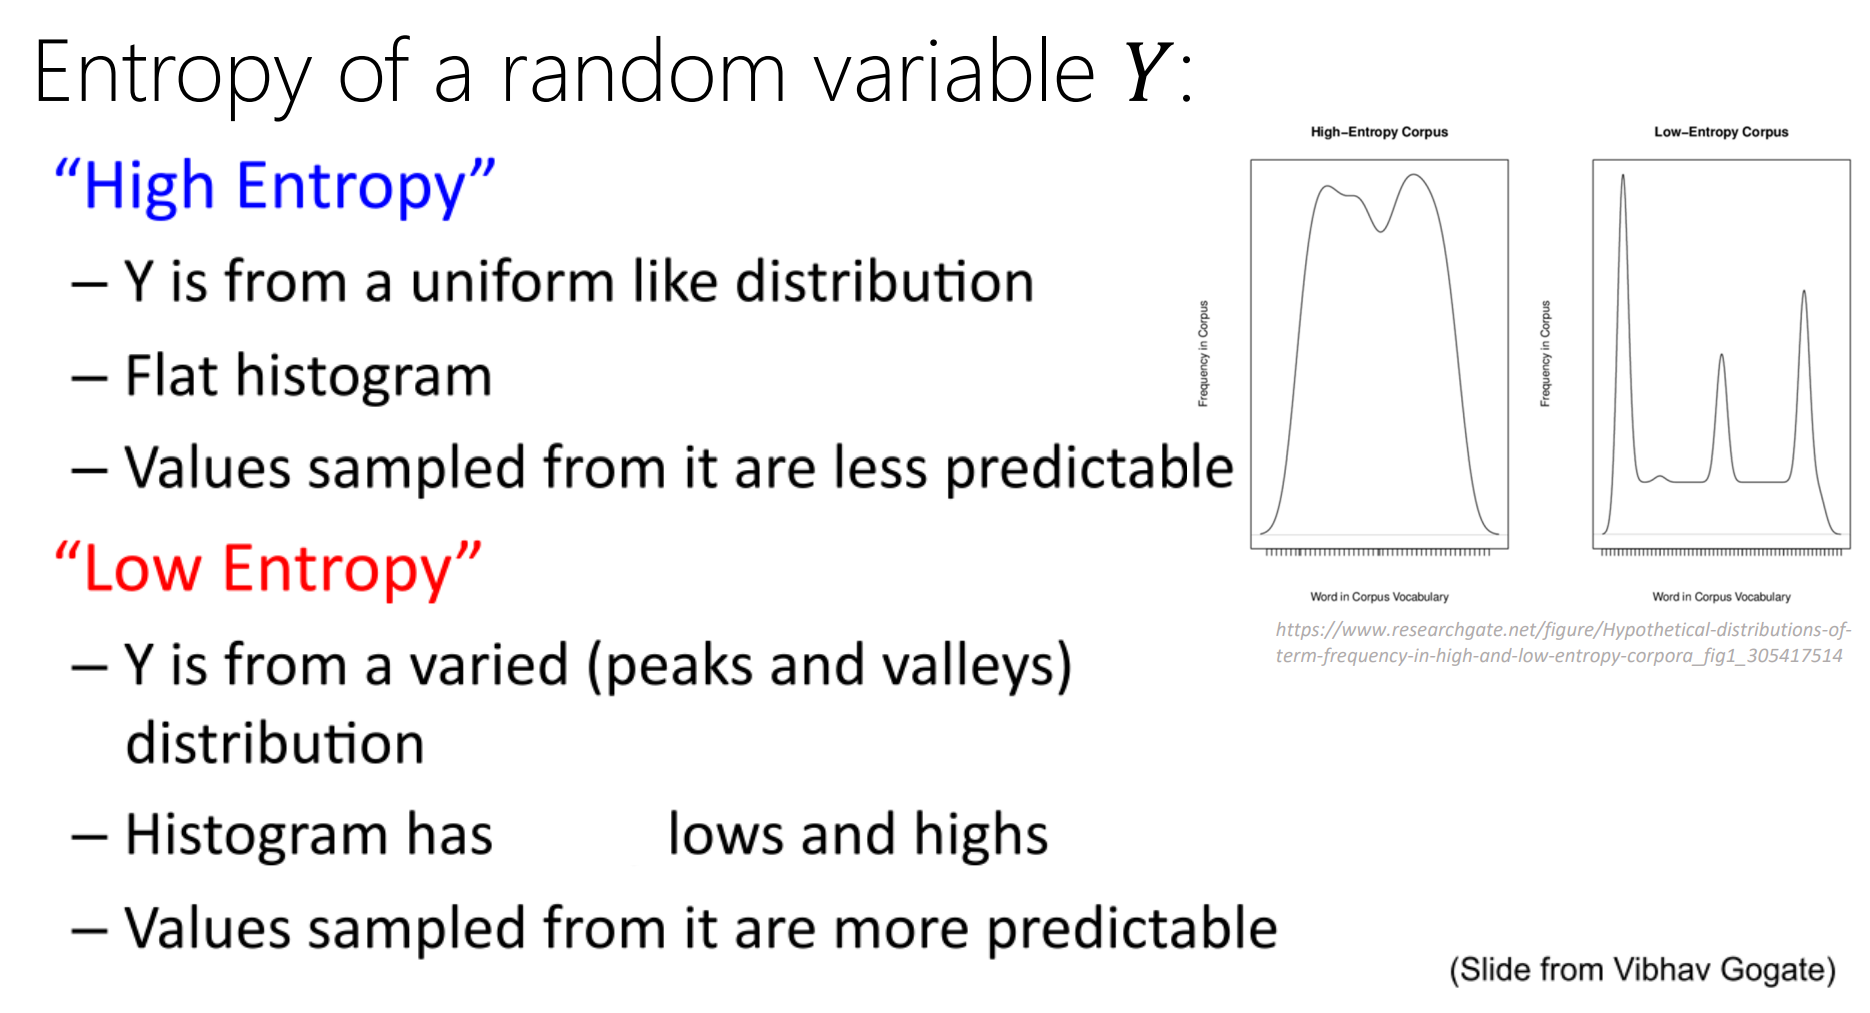 Entropy of a random variable Y:
“High Entropy”
– Y is from a uniform like distribution
– Flat histogram
– Values sampled from it are less predictable
“Low Entropy”
– Y is from a varied (peaks and valleys)
distribution
– Histogram has lows and highs
– Values sampled from it are more predictable
High−Entropy Corpus
Frequency in Corpus
Word in Corpus Vocabulary
Low−Entropy Corpus
Frequency in Corpus
Word in Corpus Vocabulary
https://www.researchgate.net/figure/Hypothetical-distributions-of-
term-frequency-in-high-and-low-entropy-corpora_fig1_305417514
(Slide from Vibhav Gogate)